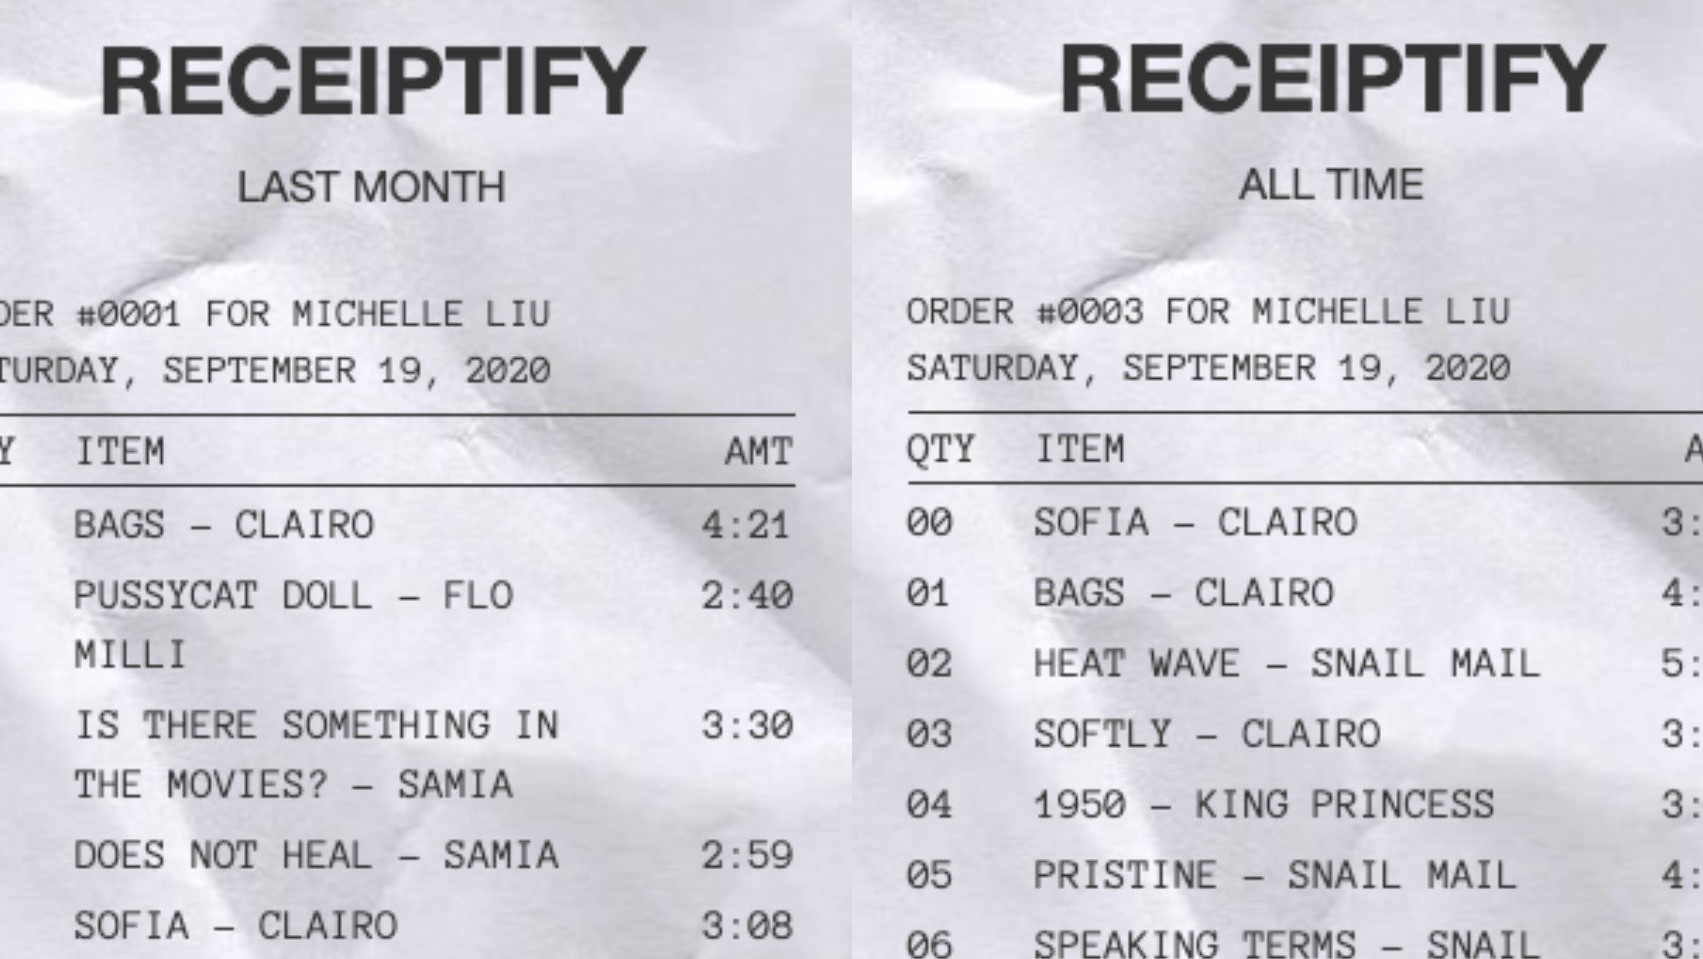 RECEIPTIFY
LAST MONTH
DER #0001 FOR MICHELLE LIU
TURDAY, SEPTEMBER 19, 2020
Y ITEM AMT
BAGS – CLAIRO 4:21
PUSSYCAT DOLL – FLO 2:40
MILLI
IS THERE SOMETHING IN 3:30
THE MOVIES? – SAMIA
DOES NOT HEAL – SAMIA 2:59
SOFIA – CLAIRO 3:08
RECEIPTIFY
ALL TIME
ORDER #0003 FOR MICHELLE LIU
SATURDAY, SEPTEMBER 19, 2020
QTY ITEM A
00 SOFIA – CLAIRO 3:
01 BAGS – CLAIRO 4:
02 HEAT WAVE – SNAIL MAIL 5:
03 SOFTLY – CLAIRO 3:
04 1950 – KING PRINCESS 3:
05 PRISTINE – SNAIL MAIL 4:
06 SPEAKING TERMS – SNAIL 3: